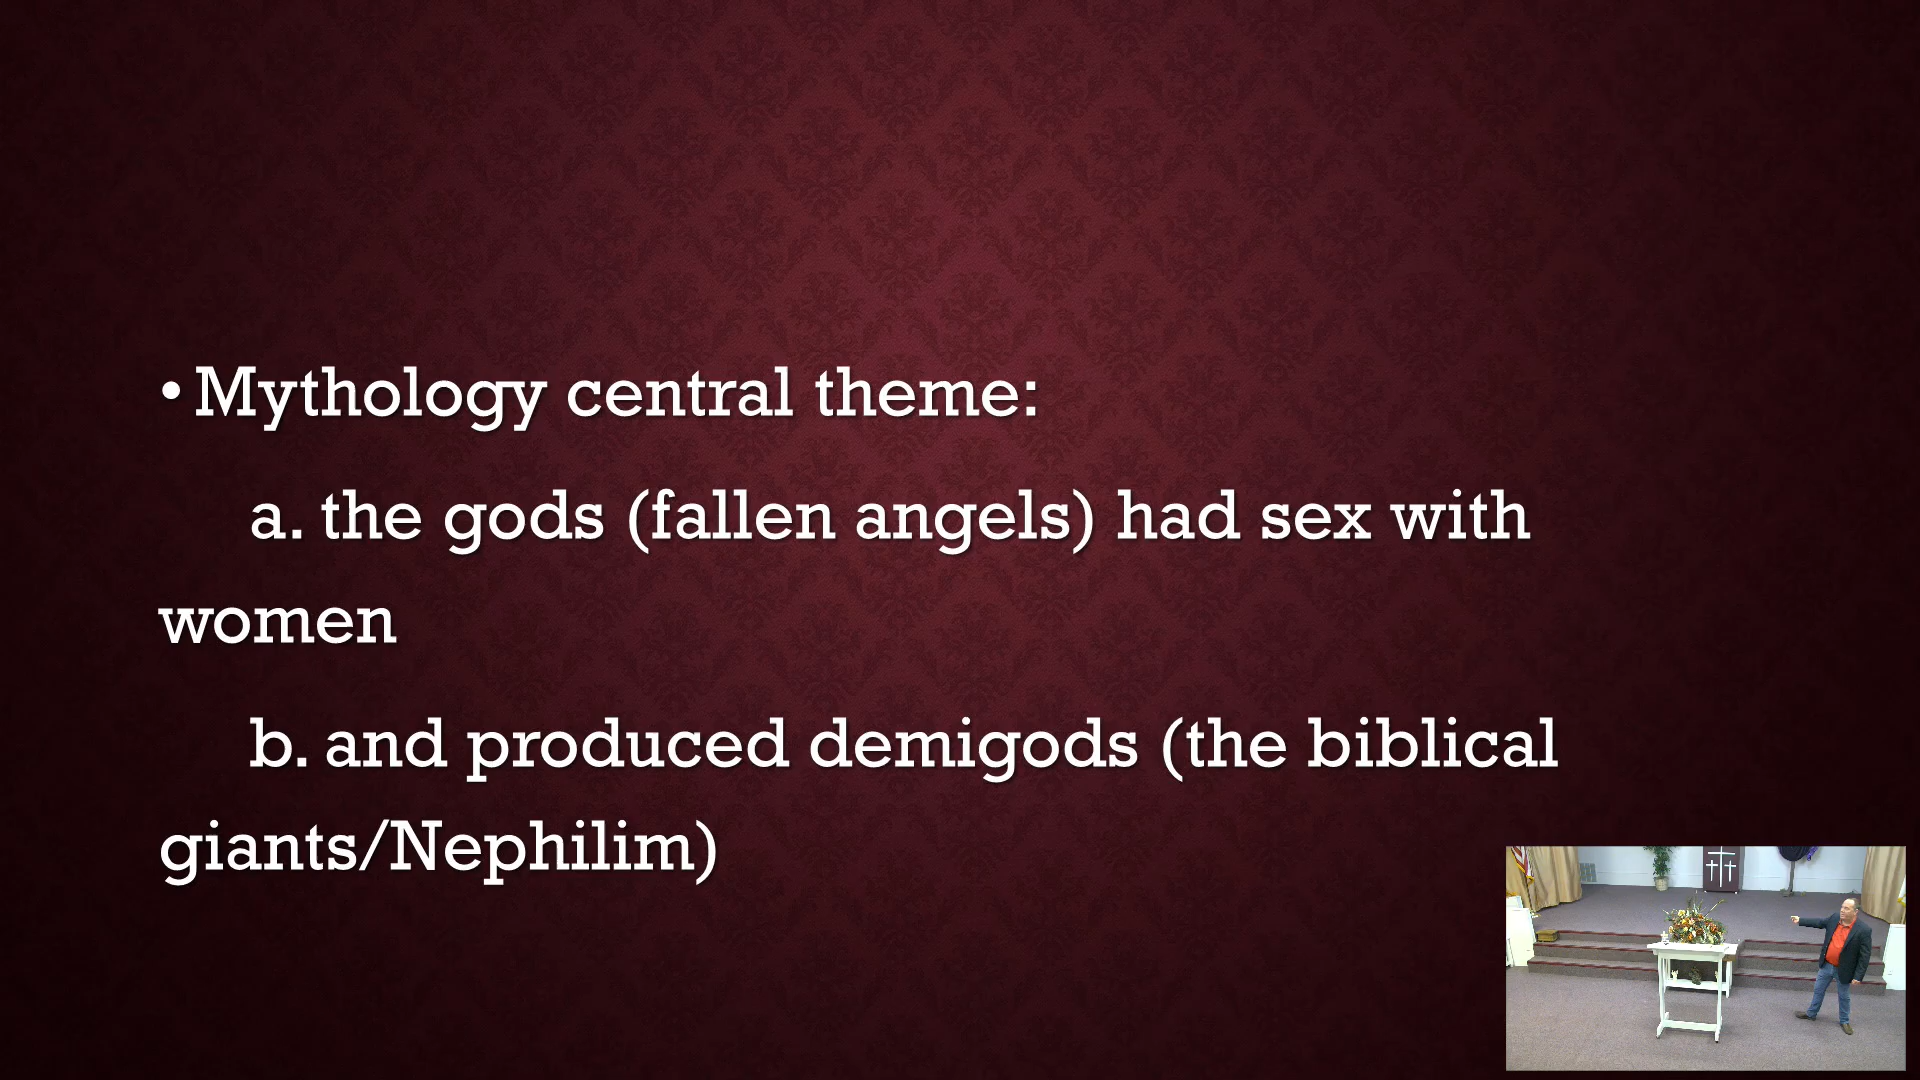 • Mythology central theme:
a. the gods (fallen angels) had sex with
women
b. and produced demigods (the biblical
giants/Nephilim)